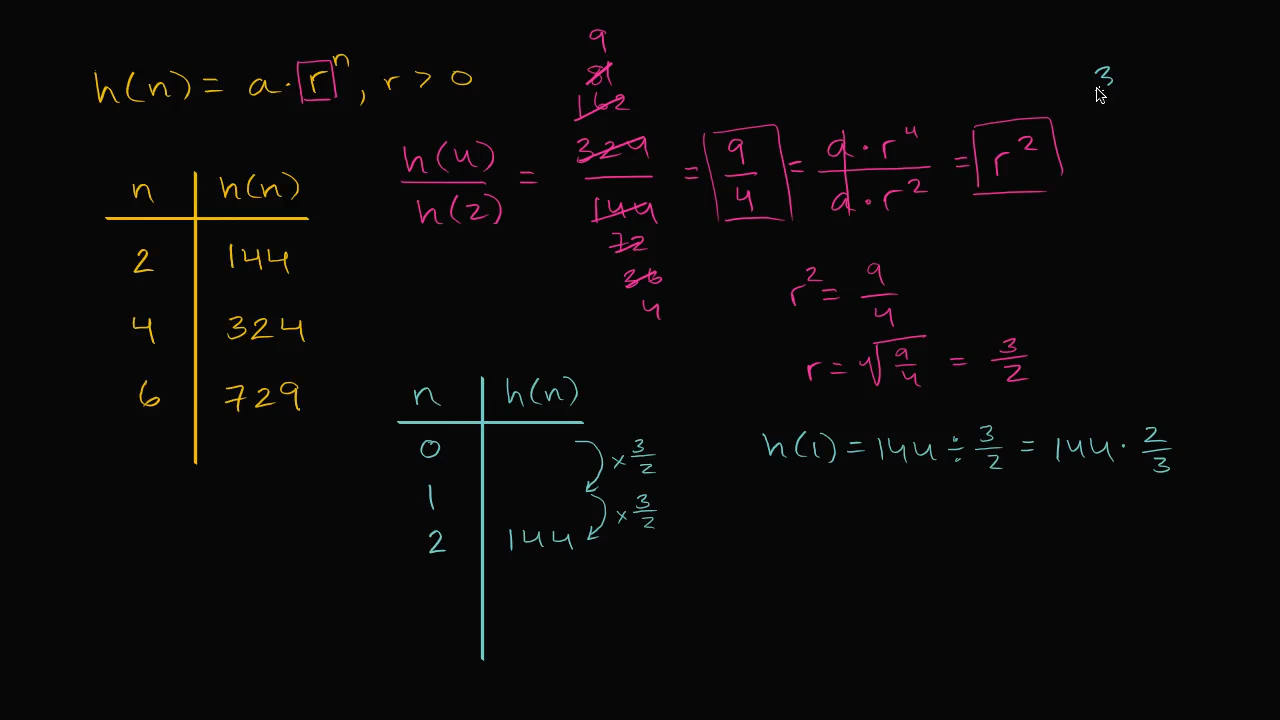 h(n) = a · r^n, r > 0
n | h(n)
2 | 144
4 | 324
6 | 729
h(4)/h(2) = 324/144 = 9/4 = a · r^4 / a · r^2 = r^2
9
81
162
72
36
4
r^2 = 9/4
r = √(9/4) = 3/2
n | h(n)
0
× 3/2
1
× 3/2
2 | 144
h(1) = 144 ÷ 3/2 = 144 · 2/3
3